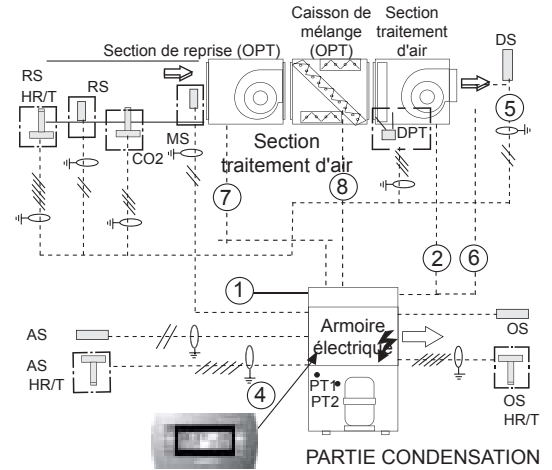 Section de reprise (OPT)
Caisson de
mélange
(OPT)
Section
traitement
d'air
DS
RS
HR/T
RS
MS
CO2
Section
traitement d'air
DPT
5
7
8
2
6
1
Armoire
électrique
OS
AS
AS
HR/T
4
PT1
PT2
OS
HR/T
PARTIE CONDENSATION